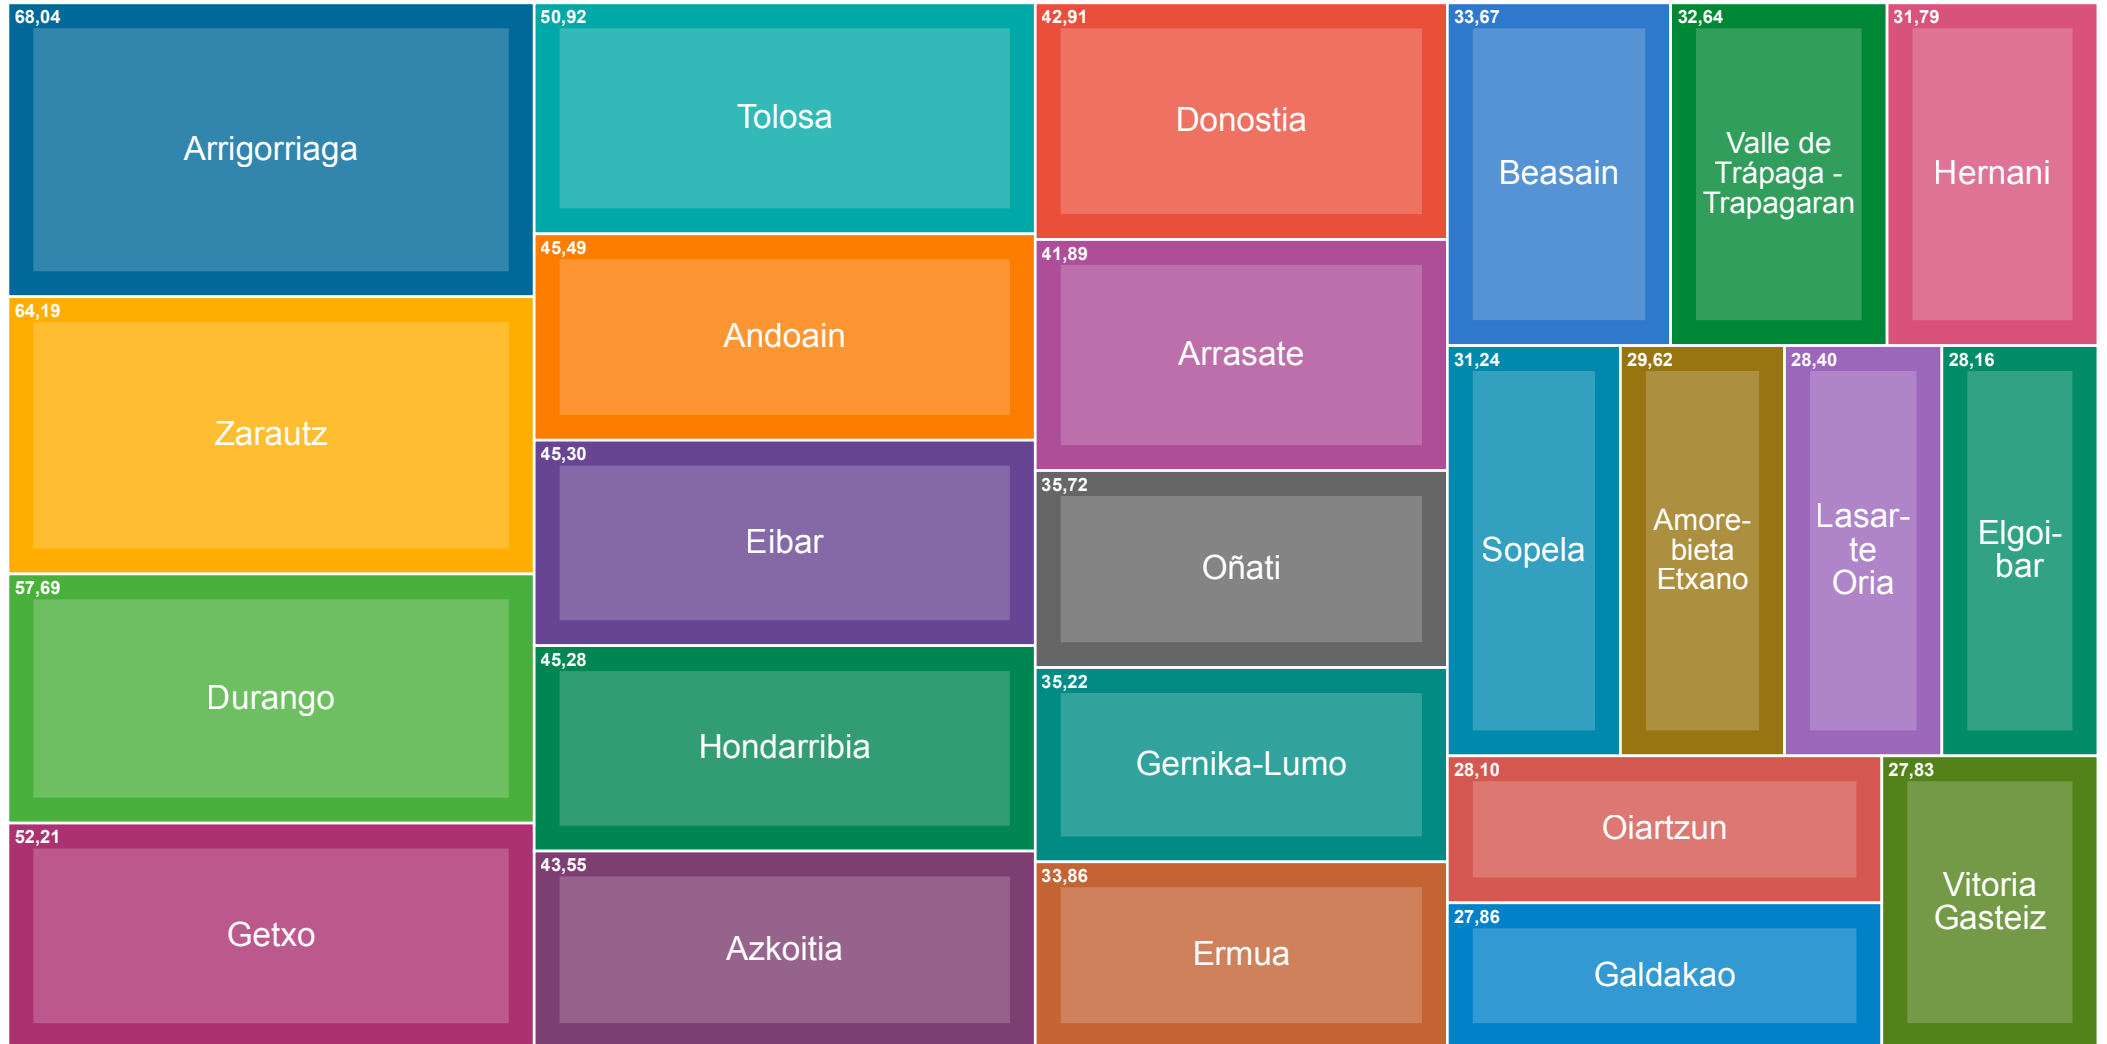 68,04
Arrigorriaga
64,19
Zarautz
57,69
Durango
52,21
Getxo
50,92
Tolosa
45,49
Andoain
45,30
Eibar
45,28
Hondarribia
43,55
Azkoitia
42,91
Donostia
41,89
Arrasate
35,72
Oñati
35,22
Gernika-Lumo
33,86
Ermua
33,67
Beasain
32,64
Valle de
Trápaga -
Trapagaran
31,79
Hernani
31,24
Sopela
29,62
Amore-
bieta
Etxano
28,40
Lasar-
te
Oria
28,16
Elgoi-
bar
28,10
Oiartzun
27,86
Galdakao
27,83
Vitoria
Gasteiz